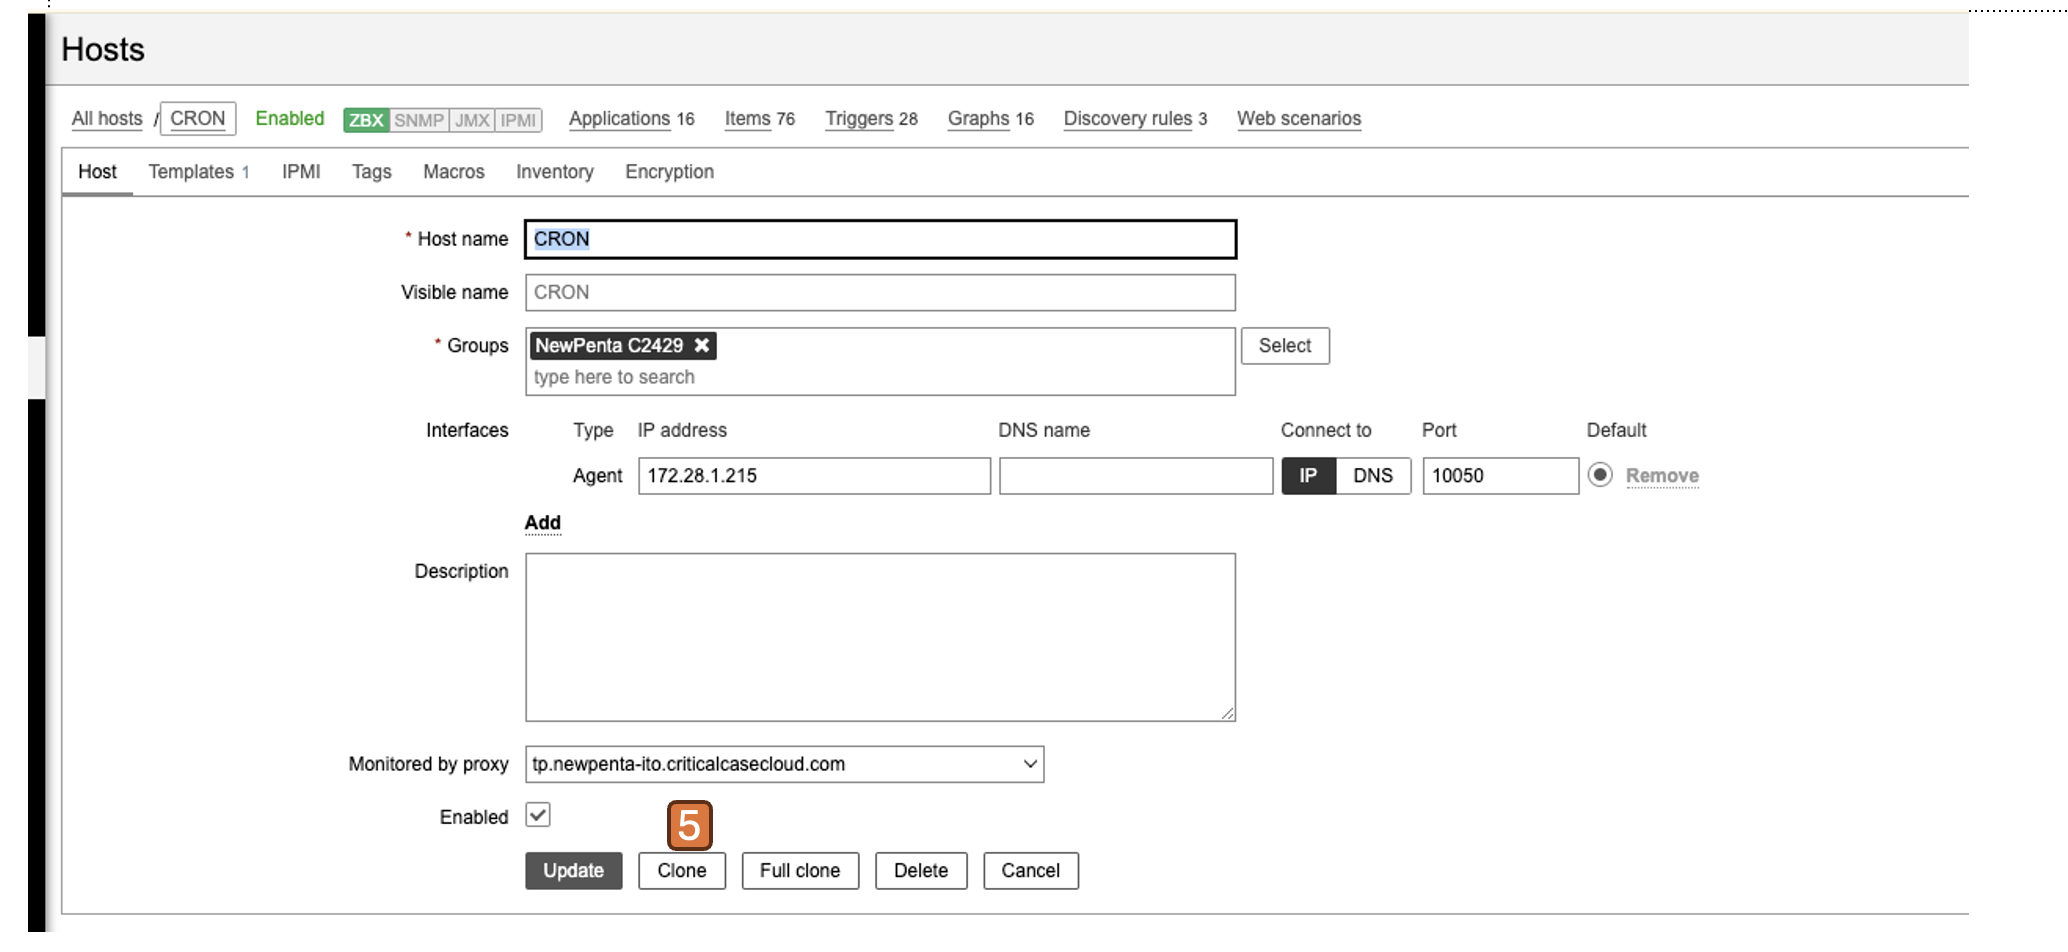 Hosts
All hosts / CRON Enabled ZBX SNMP JMX IPMI Applications 16 Items 76 Triggers 28 Graphs 16 Discovery rules 3 Web scenarios
Host Templates 1 IPMI Tags Macros Inventory Encryption
* Host name CRON
Visible name CRON
* Groups NewPenta C2429 ✖ Select
type here to search
Interfaces Type IP address DNS name Connect to Port Default
Agent 172.28.1.215 IP DNS 10050 Remove
Add
Description
Monitored by proxy tp.newpenta-ito.criticalcasecloud.com
Enabled
5
Update Clone Full clone Delete Cancel